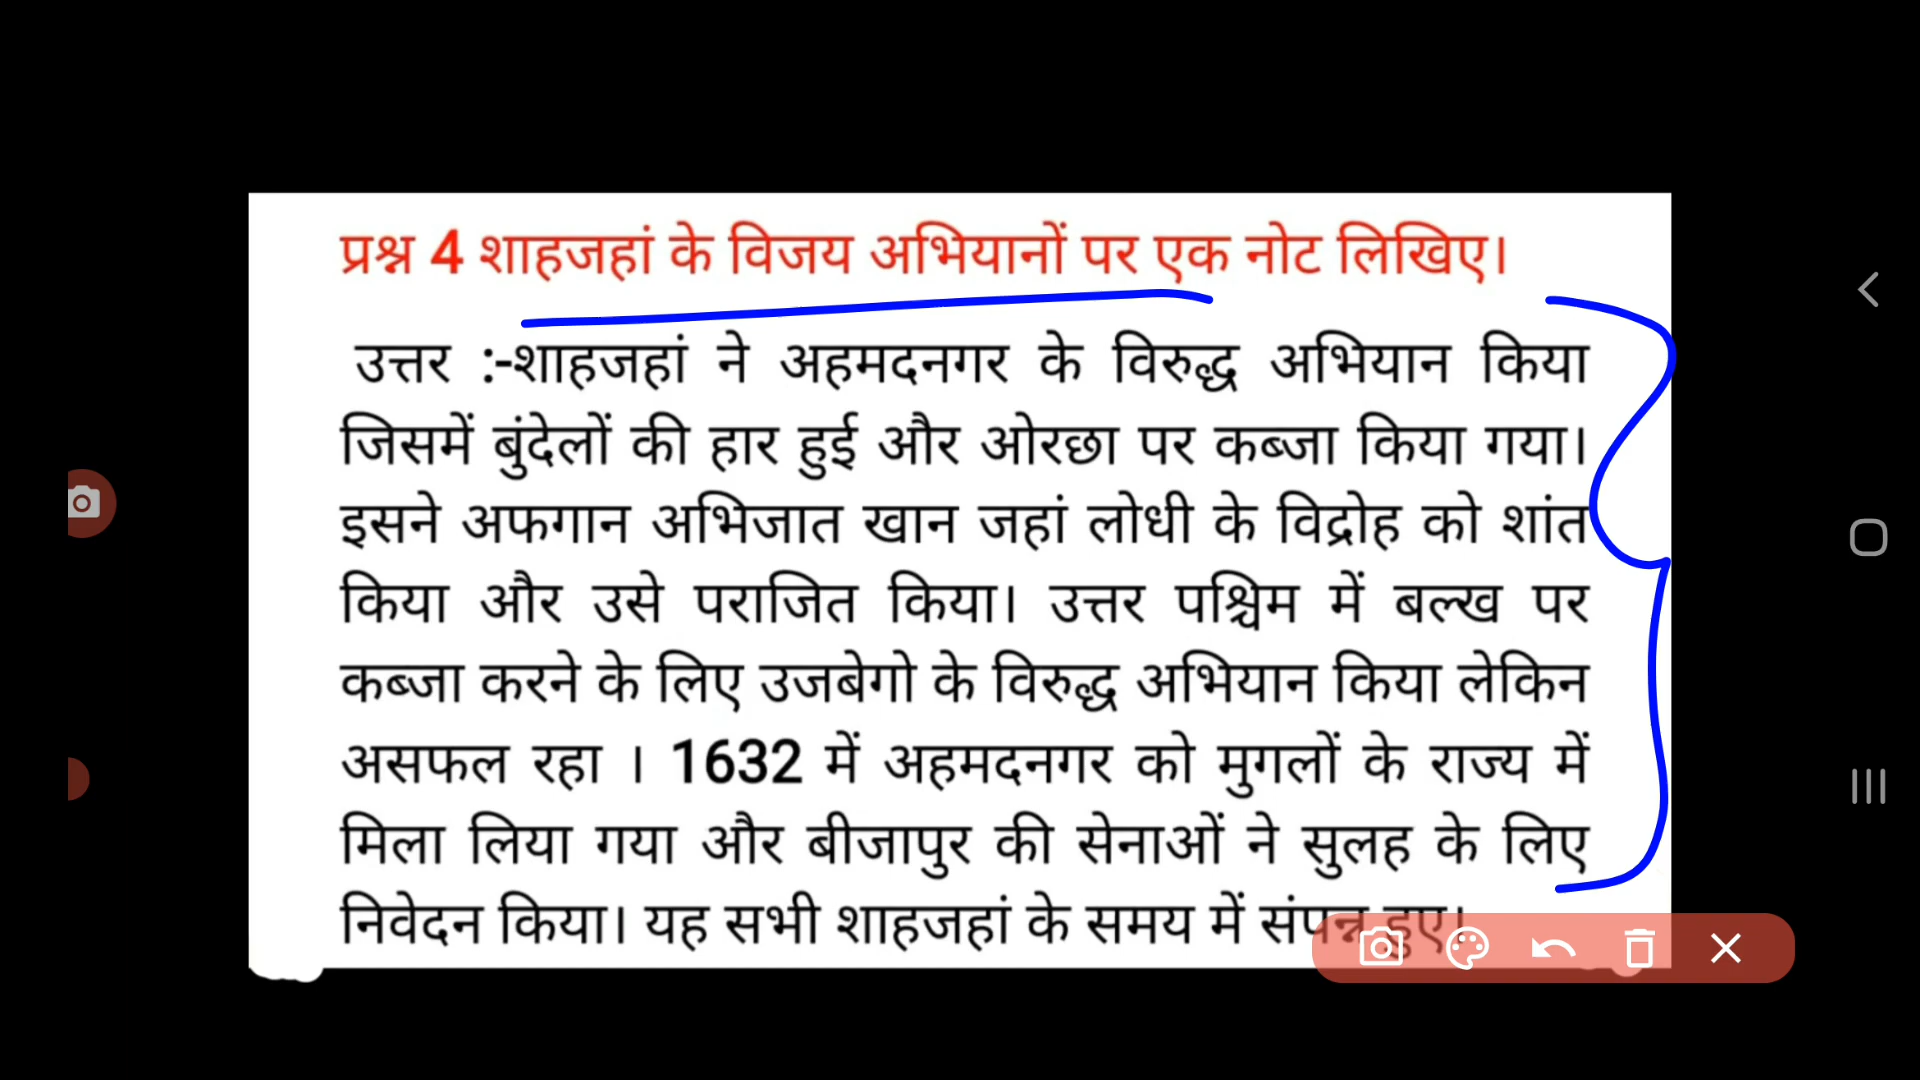 प्रश्न 4 शाहजहां के विजय अभियानों पर एक नोट लिखिए।
उत्तर :-शाहजहां ने अहमदनगर के विरुद्ध अभियान किया
जिसमें बुंदेलों की हार हुई और ओरछा पर कब्जा किया गया।
इसने अफगान अभिजात खान जहां लोधी के विद्रोह को शांत
किया और उसे पराजित किया। उत्तर पश्चिम में बल्ख पर
कब्जा करने के लिए उजबेगो के विरुद्ध अभियान किया लेकिन
असफल रहा । 1632 में अहमदनगर को मुगलों के राज्य में
मिला लिया गया और बीजापुर की सेनाओं ने सुलह के लिए
निवेदन किया। यह सभी शाहजहां के समय में संपन्न हुए।